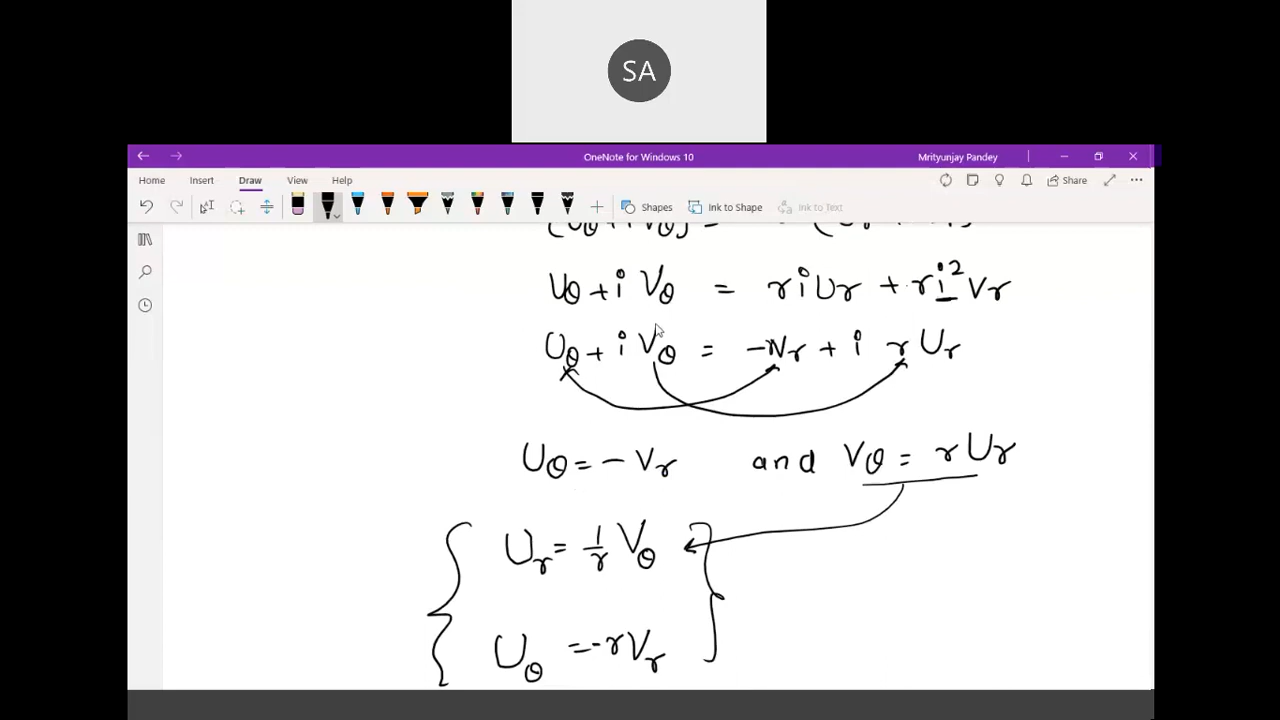 SA
OneNote for Windows 10 Mrityunjay Pandey
Home Insert Draw View Help Share
Shapes Ink to Shape Ink to Text
Uθ + i Vθ = r i Ur + r i² Vr
Uθ + i Vθ = -Vr + i r Ur
Uθ = - Vr and Vθ = r Ur
Ur = 1/r Vθ
Uθ = -r Vr